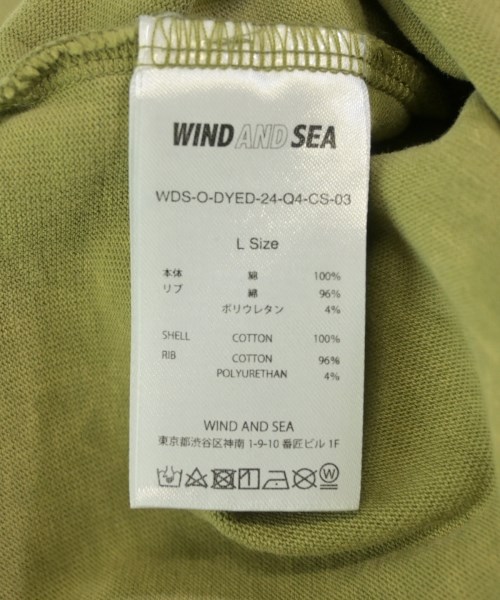 WIND AND SEA
WDS-O-DYED-24-Q4-CS-03
L Size
本体 綿 100%
リブ 綿 96%
ポリウレタン 4%
SHELL COTTON 100%
RIB COTTON 96%
POLYURETHAN 4%
WIND AND SEA
東京都渋谷区神南 1-9-10 番匠ビル 1F